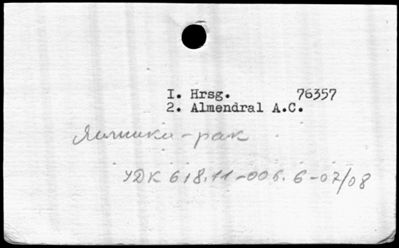 I. Hrsg. 76357
2. Almendral A.C.
Яичники-рак
УДК 618.11-006.6-07/08